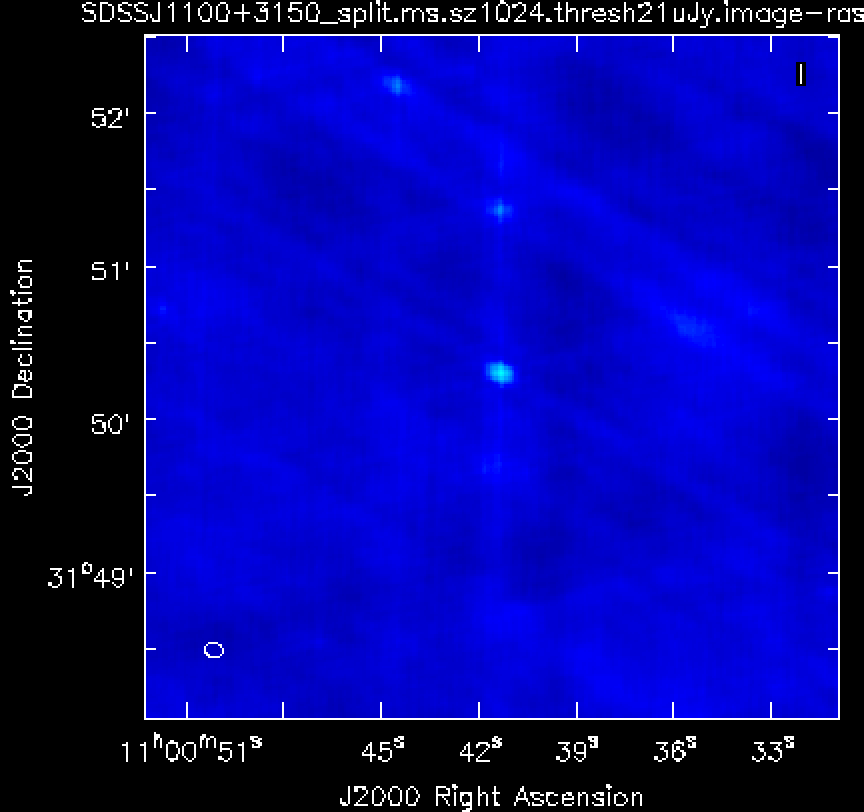 SDSSJ1100+3150_split.ms.sz1024.thresh21uJy.image-ras
I
52'
51'
50'
31°49'
J2000 Declination
11ʰ00ᵐ51ˢ 45ˢ 42ˢ 39ˢ 36ˢ 33ˢ
J2000 Right Ascension